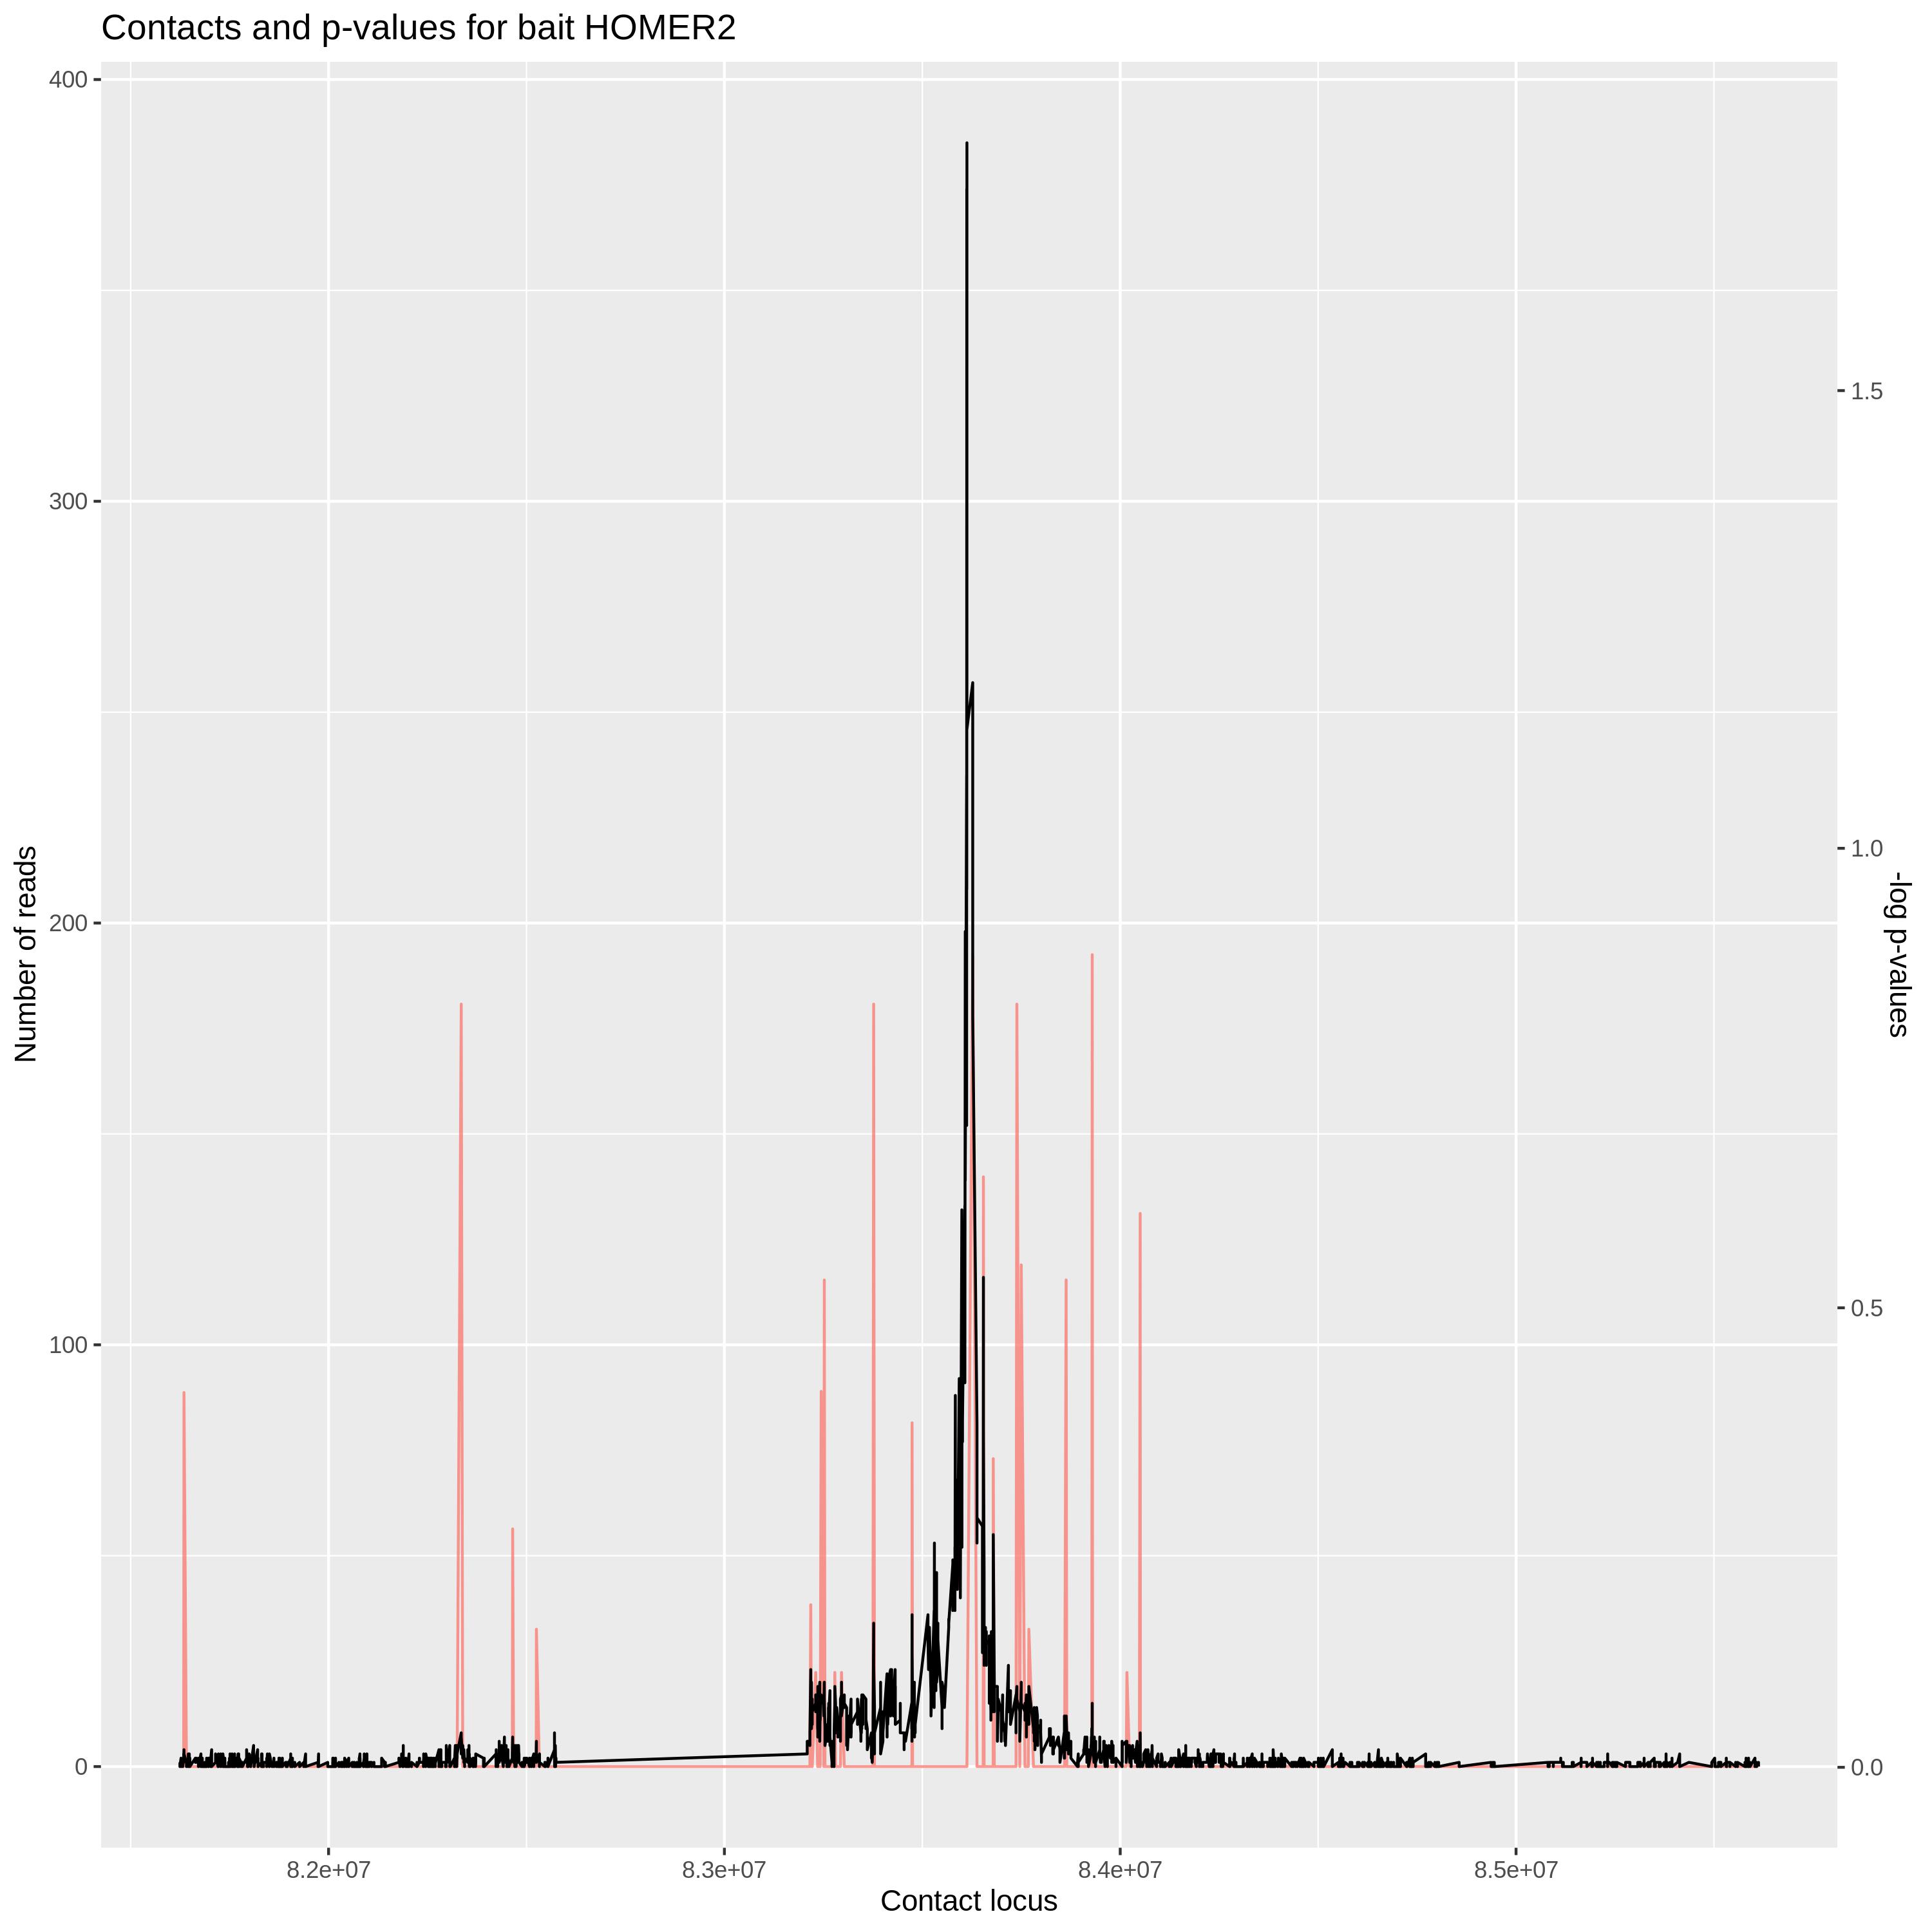 Contacts and p-values for bait HOMER2
400
300
200
100
0
Number of reads
1.5
1.0
0.5
0.0
-log p-values
8.2e+07 8.3e+07 8.4e+07 8.5e+07
Contact locus